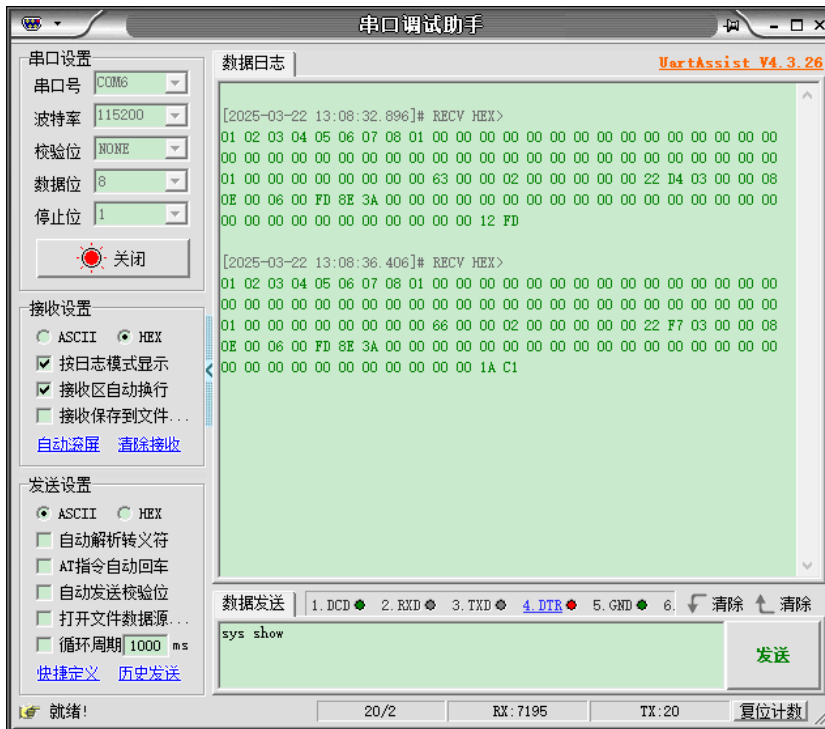 串口调试助手
串口设置
串口号 COM6
波特率 115200
校验位 NONE
数据位 8
停止位 1
关闭
接收设置
ASCII HEX
按日志模式显示
接收区自动换行
接收保存到文件...
自动滚屏 清除接收
发送设置
ASCII HEX
自动解析转义符
AT指令自动回车
自动发送校验位
打开文件数据源...
循环周期 1000 ms
快捷定义 历史发送
数据日志 UartAssist V4.3.26
[2025-03-22 13:08:32.896]# RECV HEX>
01 02 03 04 05 06 07 08 01 00 00 00 00 00 00 00 00 00 00 00 00 00 00 00
00 00 00 00 00 00 00 00 00 00 00 00 00 00 00 00 00 00 00 00 00 00 00 00
01 00 00 00 00 00 00 00 00 63 00 00 02 00 00 00 00 00 22 D4 03 00 00 08
0E 00 06 00 FD 8E 3A 00 00 00 00 00 00 00 00 00 00 00 00 00 00 00 00 00
00 00 00 00 00 00 00 00 00 00 00 12 FD
[2025-03-22 13:08:36.406]# RECV HEX>
01 02 03 04 05 06 07 08 01 00 00 00 00 00 00 00 00 00 00 00 00 00 00 00
00 00 00 00 00 00 00 00 00 00 00 00 00 00 00 00 00 00 00 00 00 00 00 00
01 00 00 00 00 00 00 00 00 66 00 00 02 00 00 00 00 00 22 F7 03 00 00 08
0E 00 06 00 FD 8E 3A 00 00 00 00 00 00 00 00 00 00 00 00 00 00 00 00 00
00 00 00 00 00 00 00 00 00 00 00 1A C1
数据发送 1.DCD 2.RXD 3.TXD 4.DTR 5.GND 6. 清除 清除
sys show
发送
就绪! 20/2 RX:7195 TX:20 复位计数